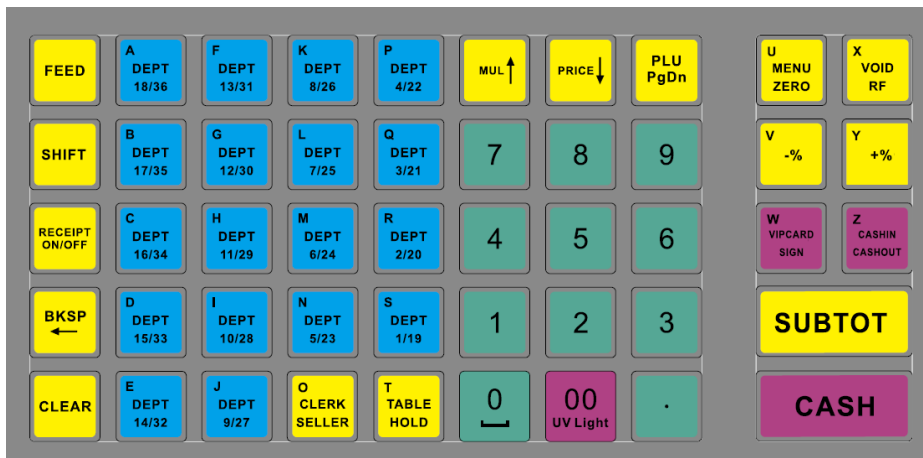 FEED
A
DEPT
18/36
F
DEPT
13/31
K
DEPT
8/26
P
DEPT
4/22
MUL↑
PRICE↓
PLU
PgDn
U
MENU
ZERO
X
VOID
RF
SHIFT
B
DEPT
17/35
G
DEPT
12/30
L
DEPT
7/25
Q
DEPT
3/21
7
8
9
V
-%
Y
+%
RECEIPT
ON/OFF
C
DEPT
16/34
H
DEPT
11/29
M
DEPT
6/24
R
DEPT
2/20
4
5
6
W
VIPCARD
SIGN
Z
CASHIN
CASHOUT
BKSP
←
D
DEPT
15/33
I
DEPT
10/28
N
DEPT
5/23
S
DEPT
1/19
1
2
3
SUBTOT
CLEAR
E
DEPT
14/32
J
DEPT
9/27
O
CLERK
SELLER
T
TABLE
HOLD
0
00
UV Light
.
CASH